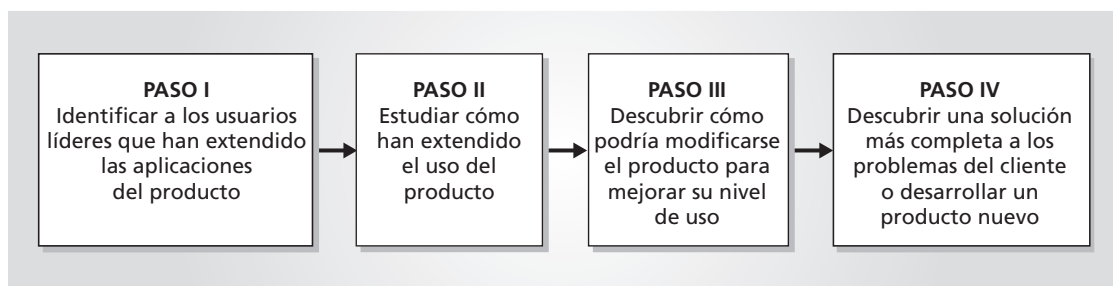 PASO I
Identificar a los usuarios
líderes que han extendido
las aplicaciones
del producto
PASO II
Estudiar cómo
han extendido
el uso del
producto
PASO III
Descubrir cómo
podría modificarse
el producto para
mejorar su nivel
de uso
PASO IV
Descubrir una solución
más completa a los
problemas del cliente
o desarrollar un
producto nuevo